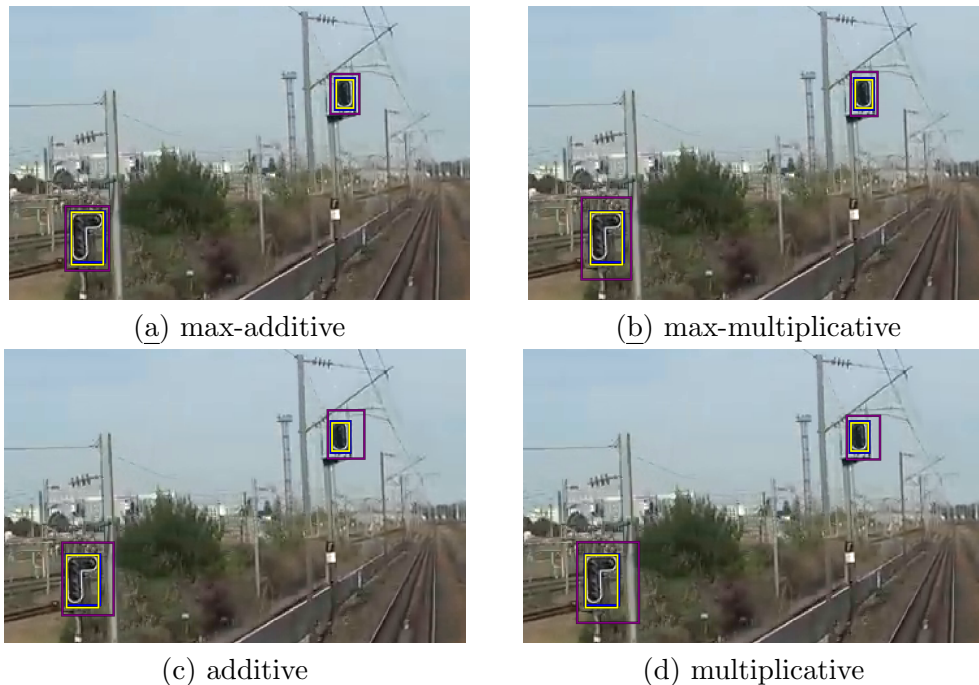 (a) max-additive
(b) max-multiplicative
(c) additive
(d) multiplicative